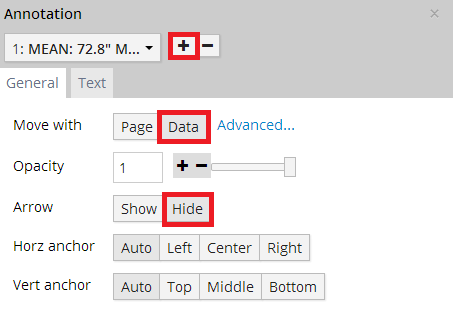 Annotation ×
1: MEAN: 72.8" M... + −
General Text
Move with Page Data Advanced...
Opacity 1 + −
Arrow Show Hide
Horz anchor Auto Left Center Right
Vert anchor Auto Top Middle Bottom